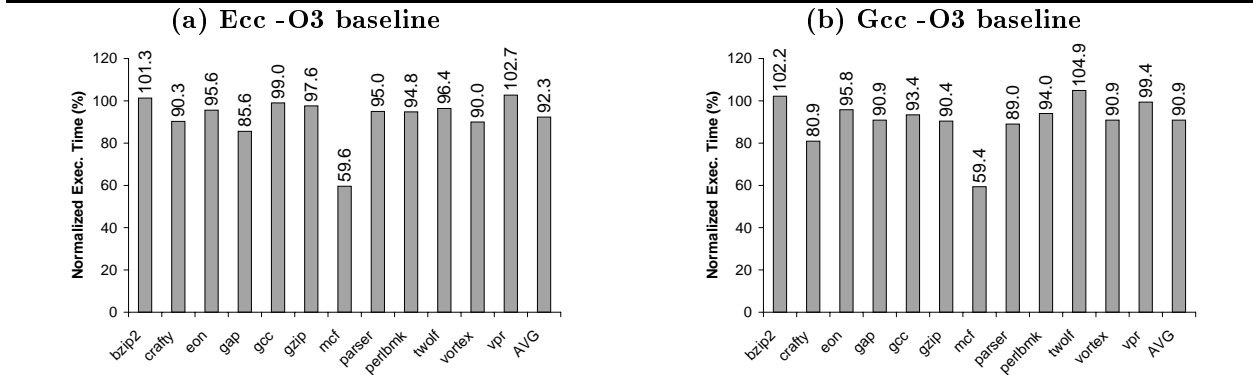 (a) Ecc -O3 baseline
120
100
80
60
40
20
0
Normalized Exec. Time (%)
101.3
90.3
95.6
85.6
99.0
97.6
59.6
95.0
94.8
96.4
90.0
102.7
92.3
bzip2
crafty
eon
gap
gcc
gzip
mcf
parser
perlbmk
twolf
vortex
vpr
AVG
(b) Gcc -O3 baseline
120
100
80
60
40
20
0
Normalized Exec. Time (%)
102.2
80.9
95.8
90.9
93.4
90.4
59.4
89.0
94.0
104.9
90.9
99.4
90.9
bzip2
crafty
eon
gap
gcc
gzip
mcf
parser
perlbmk
twolf
vortex
vpr
AVG